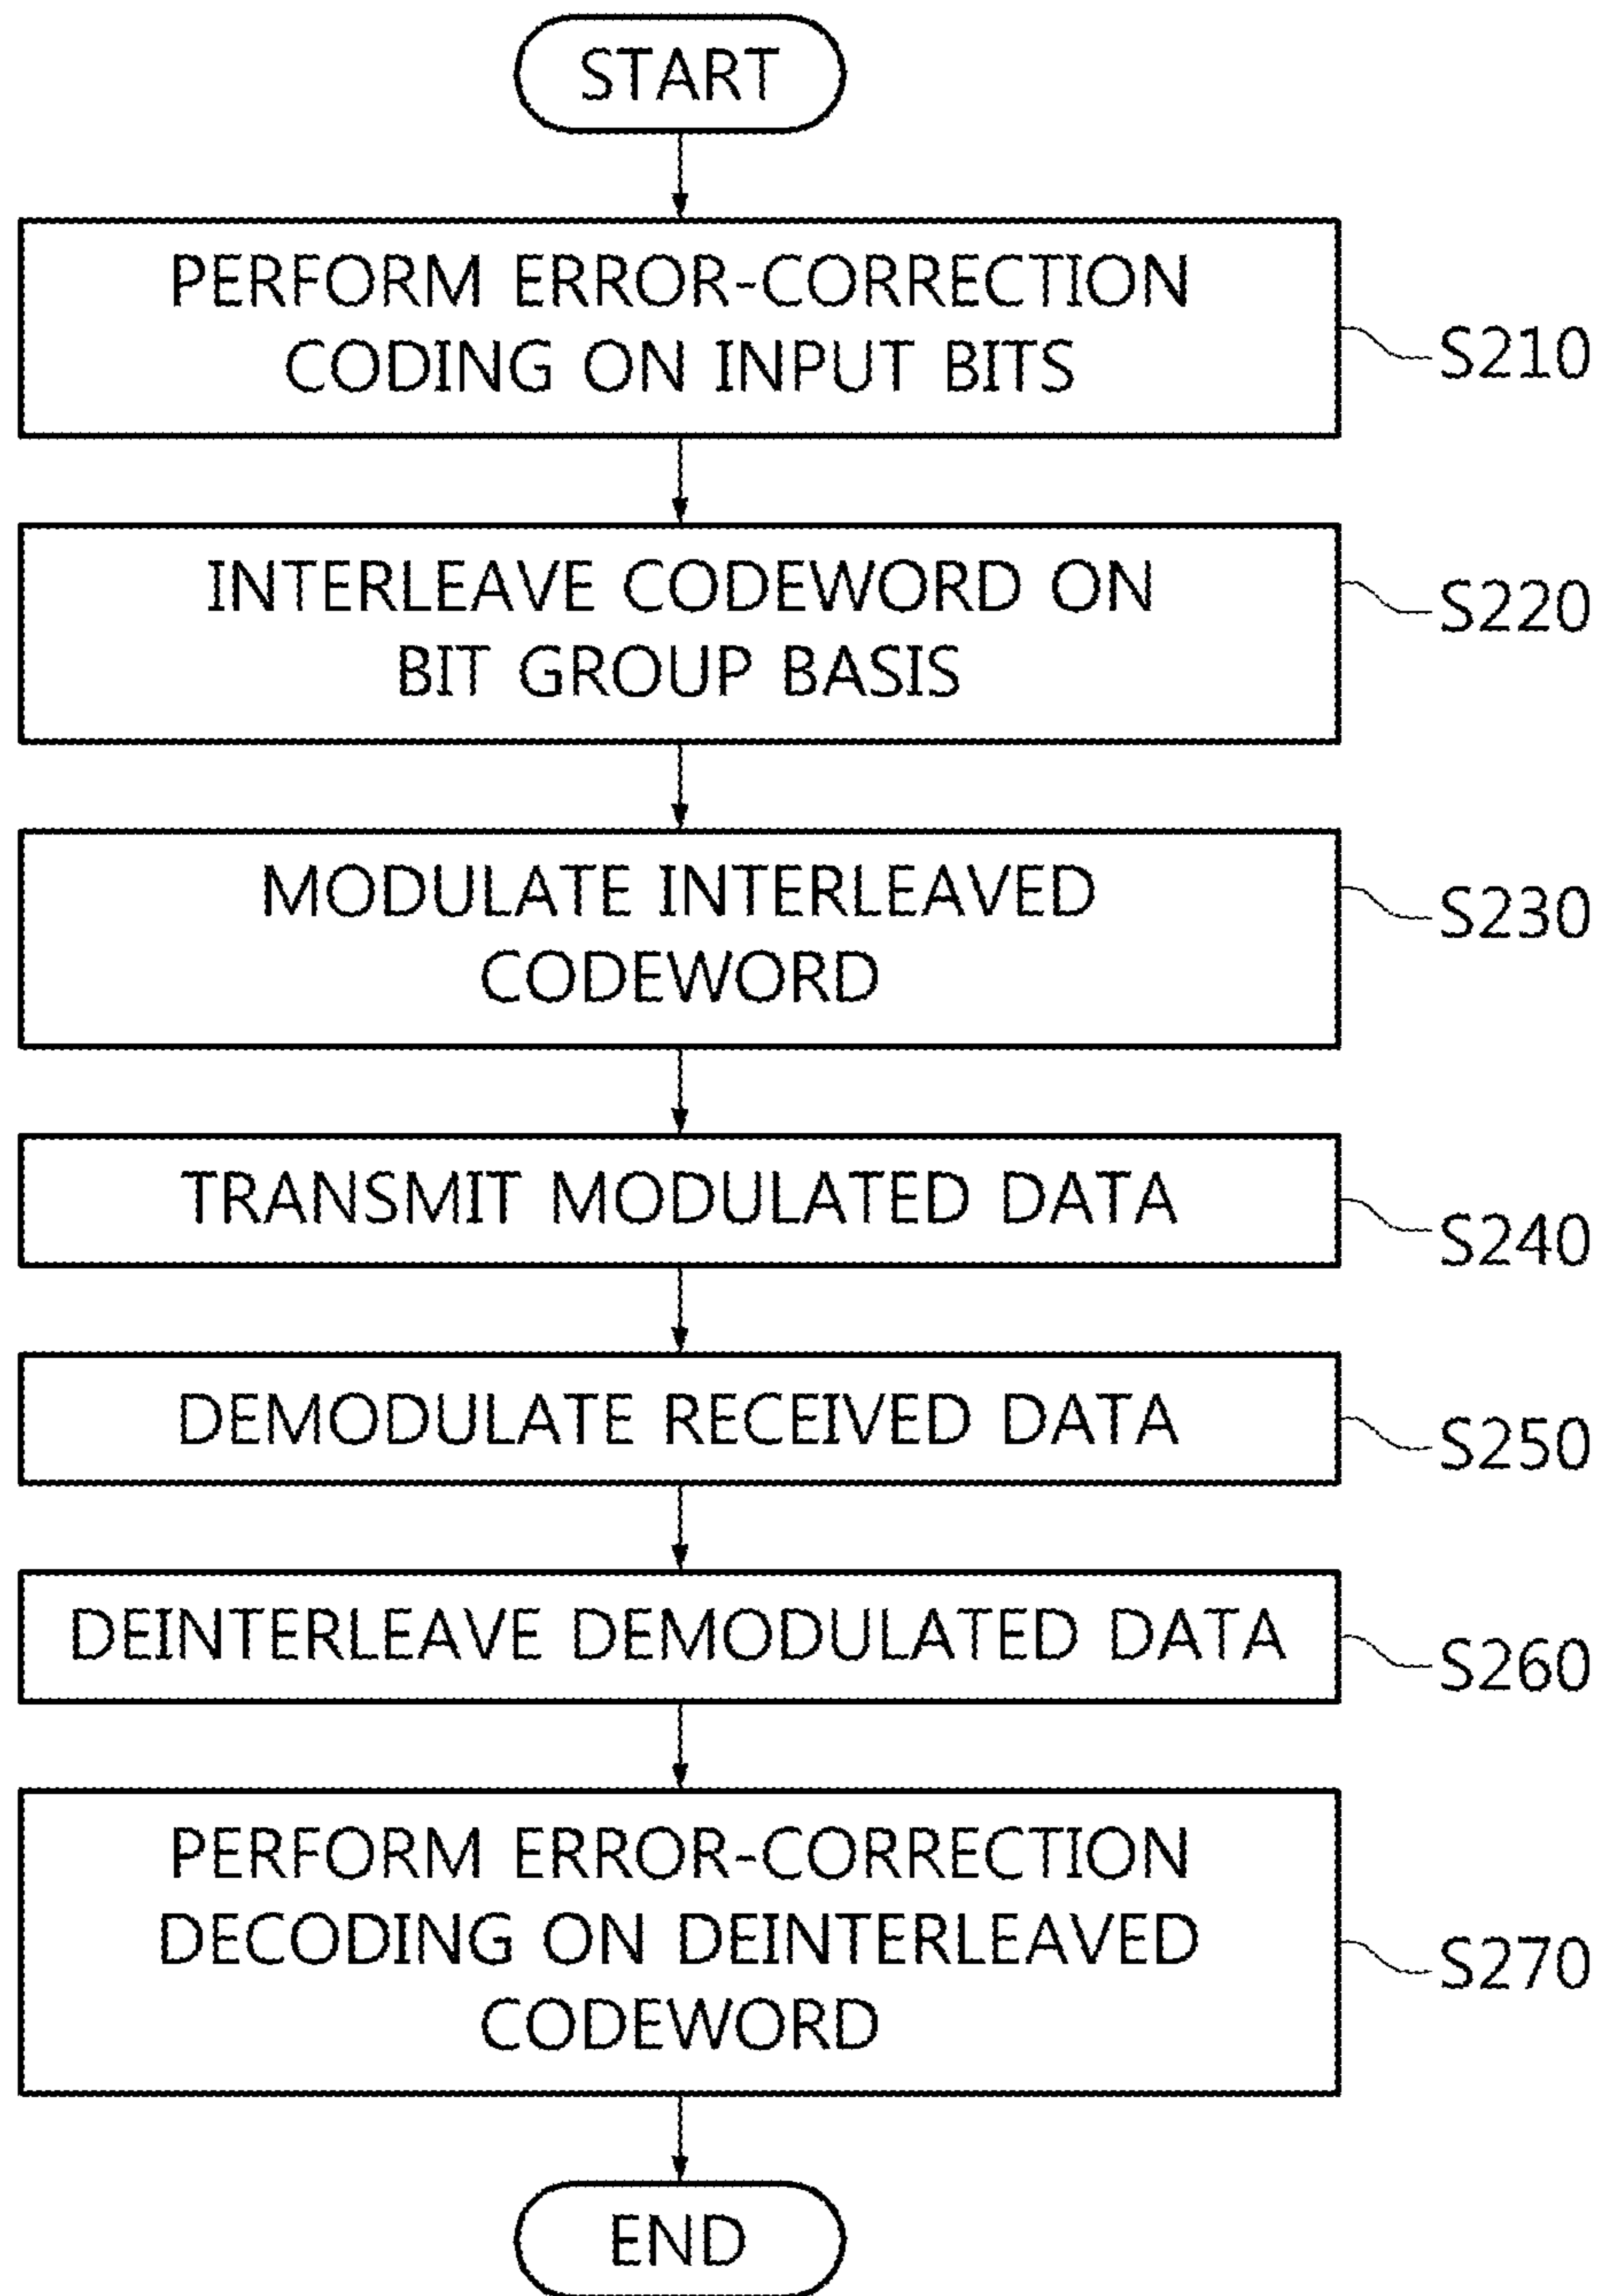 START
PERFORM ERROR-CORRECTION
CODING ON INPUT BITS
S210
INTERLEAVE CODEWORD ON
BIT GROUP BASIS
S220
MODULATE INTERLEAVED
CODEWORD
S230
TRANSMIT MODULATED DATA
S240
DEMODULATE RECEIVED DATA
S250
DEINTERLEAVE DEMODULATED DATA
S260
PERFORM ERROR-CORRECTION
DECODING ON DEINTERLEAVED
CODEWORD
S270
END